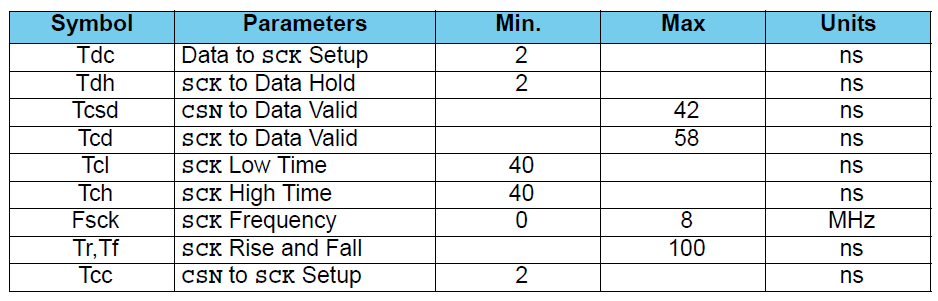 Symbol Parameters Min. Max Units
Tdc Data to SCK Setup 2 ns
Tdh SCK to Data Hold 2 ns
Tcsd CSN to Data Valid 42 ns
Tcd SCK to Data Valid 58 ns
Tcl SCK Low Time 40 ns
Tch SCK High Time 40 ns
Fsck SCK Frequency 0 8 MHz
Tr,Tf SCK Rise and Fall 100 ns
Tcc CSN to SCK Setup 2 ns